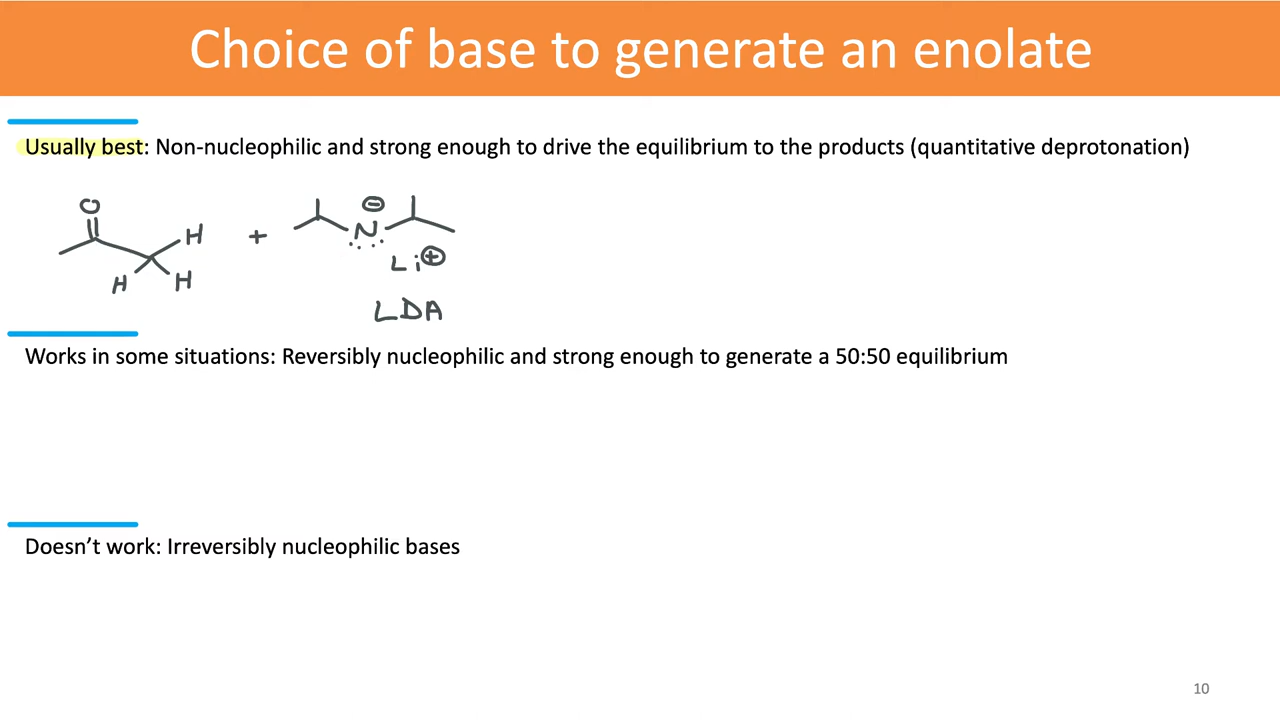 Choice of base to generate an enolate
Usually best: Non-nucleophilic and strong enough to drive the equilibrium to the products (quantitative deprotonation)
O
H
H
H
+
⊖
N
Li⊕
LDA
Works in some situations: Reversibly nucleophilic and strong enough to generate a 50:50 equilibrium
Doesn’t work: Irreversibly nucleophilic bases
10